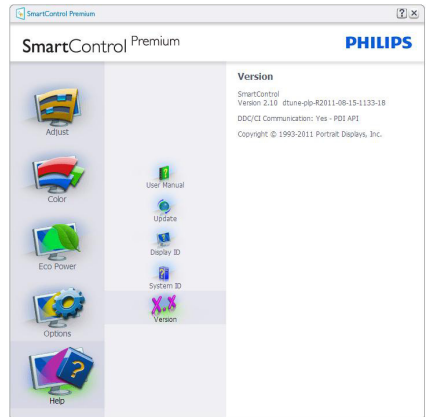 SmartControl Premium
SmartControl Premium
PHILIPS
Adjust
Color
Eco Power
Options
Help
User Manual
Update
Display ID
System ID
X.X
Version
Version
SmartControl
Version 2.10 dtune-plp-R2011-08-15-1133-18
DDC/CI Communication: Yes - PDI API
Copyright © 1993-2011 Portrait Displays, Inc.